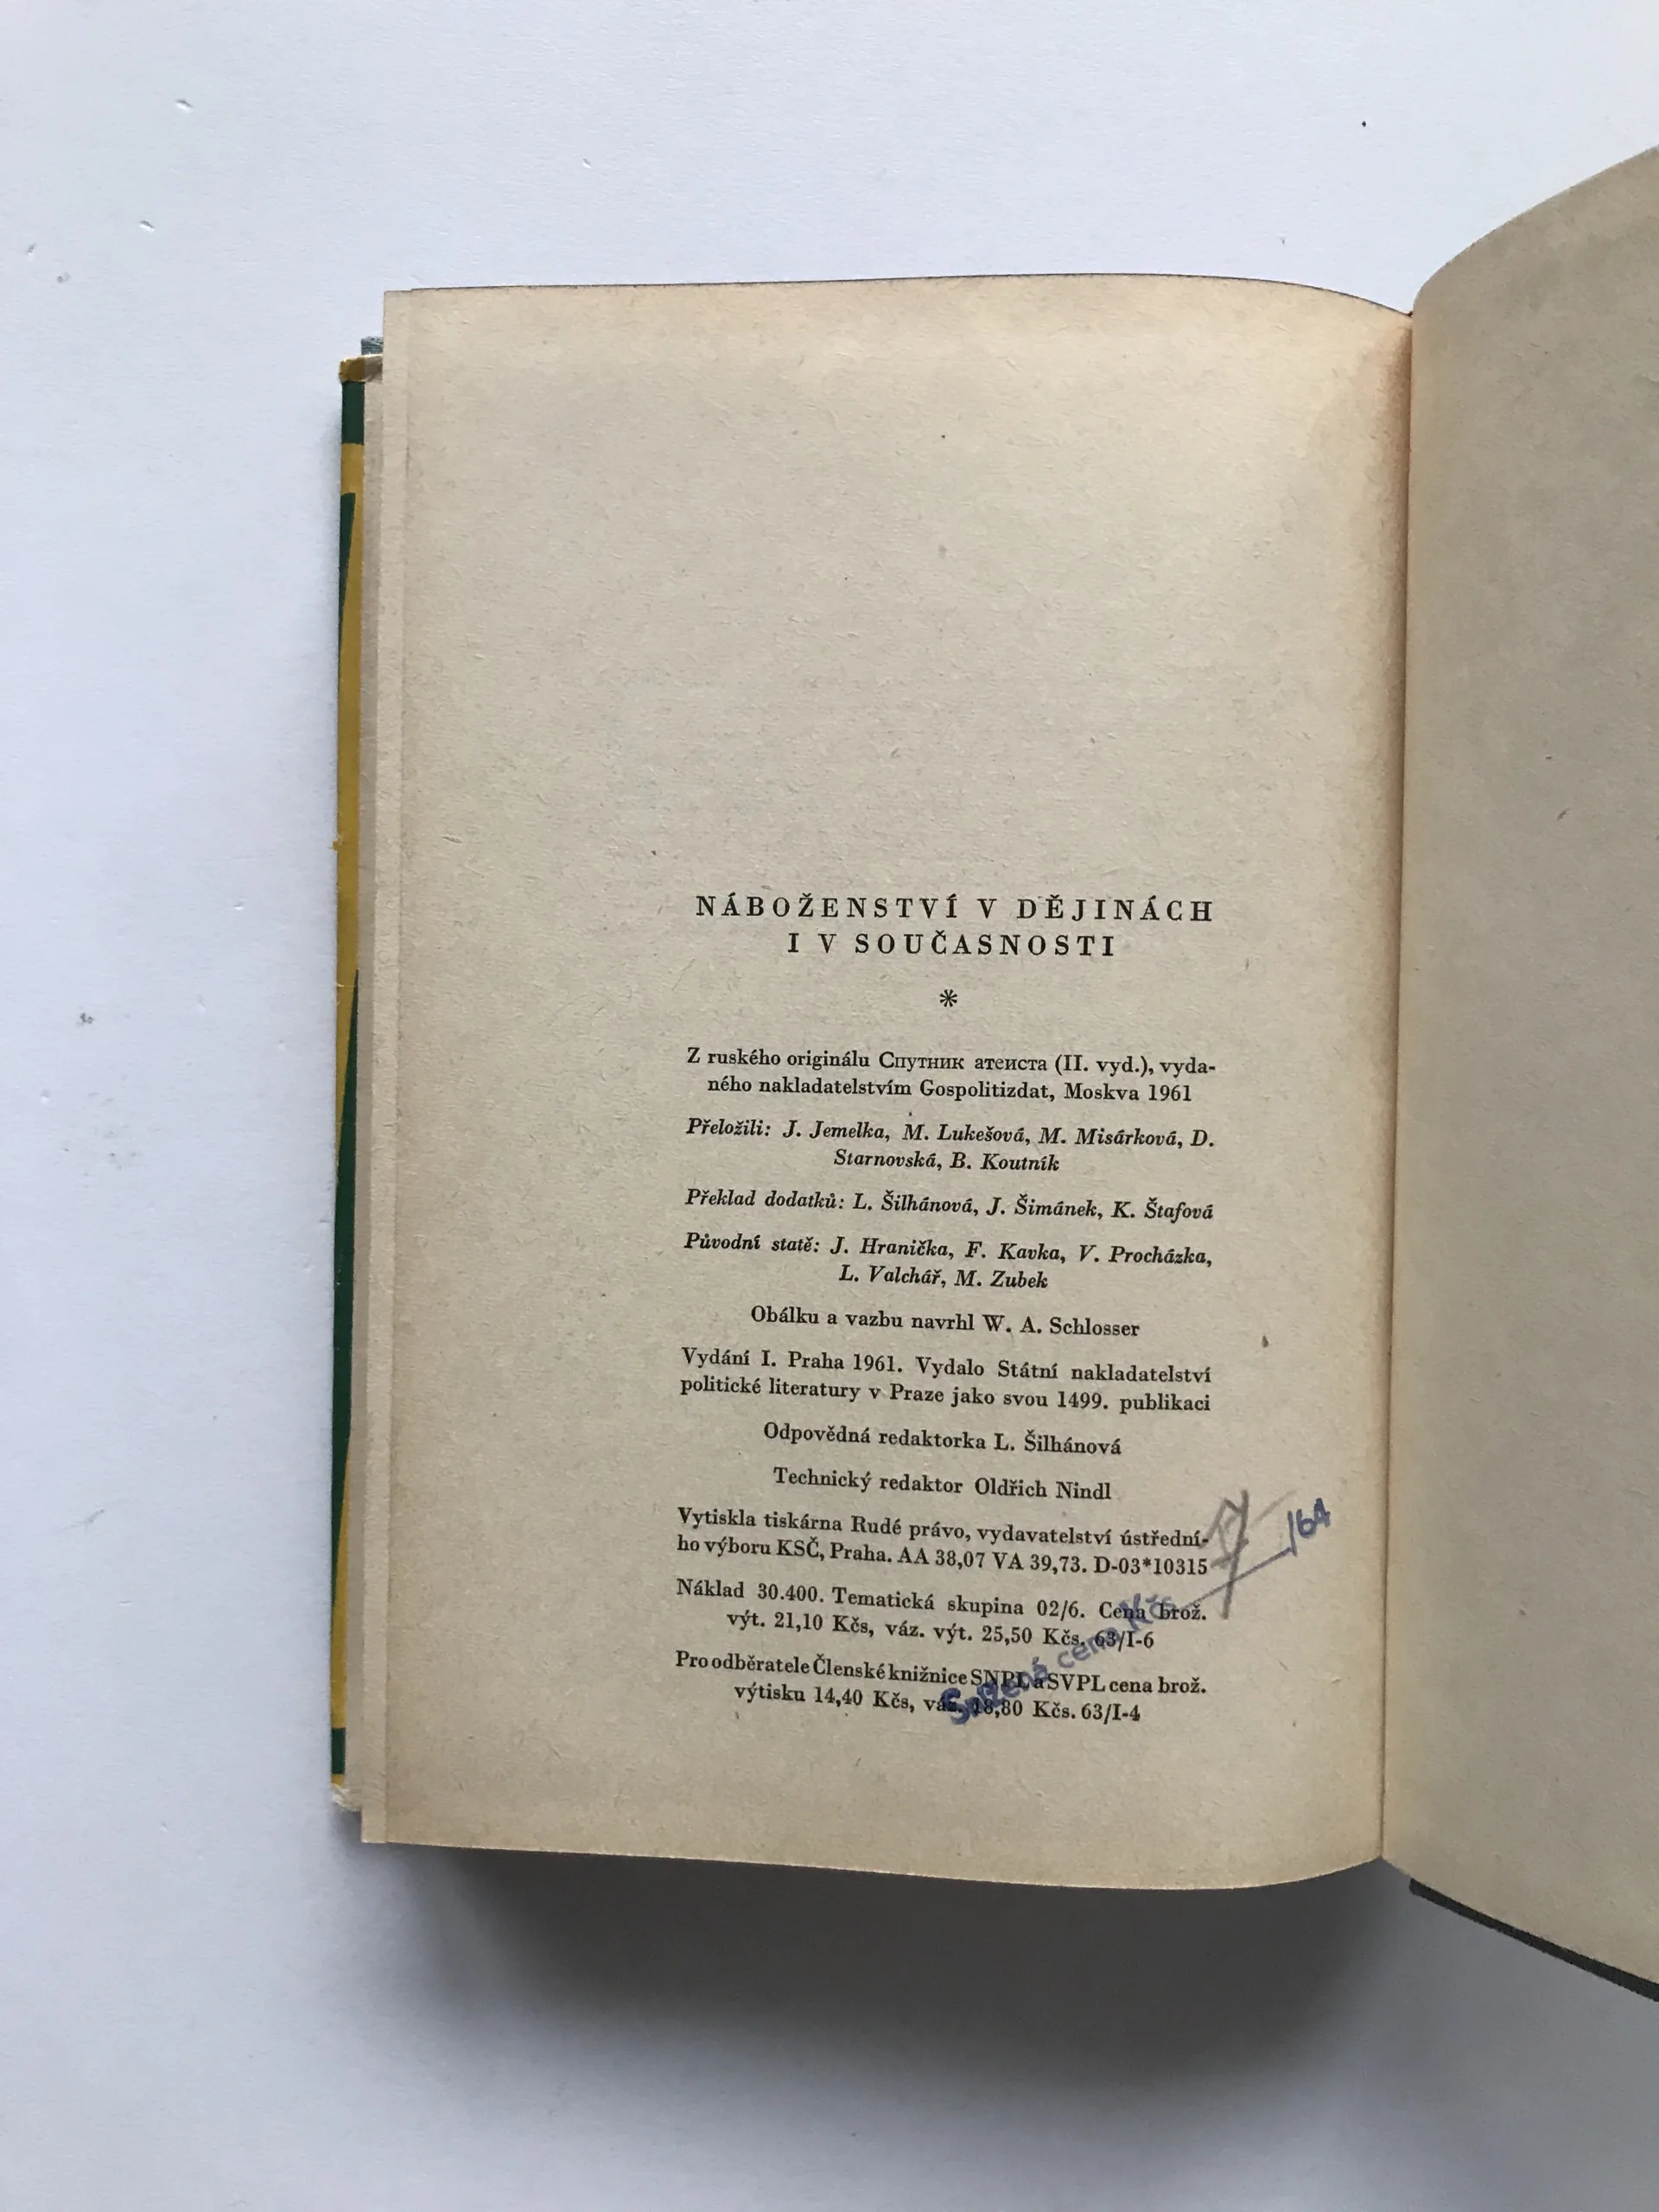 NÁBOŽENSTVÍ V DĚJINÁCH
I V SOUČASNOSTI
*
Z ruského originálu Спутник атеиста (II. vyd.), vyda-
ného nakladatelstvím Gospolitizdat, Moskva 1961
Přeložili: J. Jemelka, M. Lukešová, M. Misárková, D.
Starnovská, B. Koutník
Překlad dodatků: L. Šilhánová, J. Šimánek, K. Štafová
Původní statě: J. Hranička, F. Kavka, V. Procházka,
L. Valchář, M. Zubek
Obálku a vazbu navrhl W. A. Schlosser
Vydání I. Praha 1961. Vydalo Státní nakladatelství
politické literatury v Praze jako svou 1499. publikaci
Odpovědná redaktorka L. Šilhánová
Technický redaktor Oldřich Nindl
Vytiskla tiskárna Rudé právo, vydavatelství ústřední-
ho výboru KSČ, Praha. AA 38,07 VA 39,73. D-03*10315
Náklad 30.400. Tematická skupina 02/6. Cena brož.
výt. 21,10 Kčs, váz. výt. 25,50 Kčs. 63/I-6
Pro odběratele Členské knižnice SNPL a SVPL cena brož.
výtisku 14,40 Kčs, váz. 18,80 Kčs. 63/I-4
cena Kčs
/64